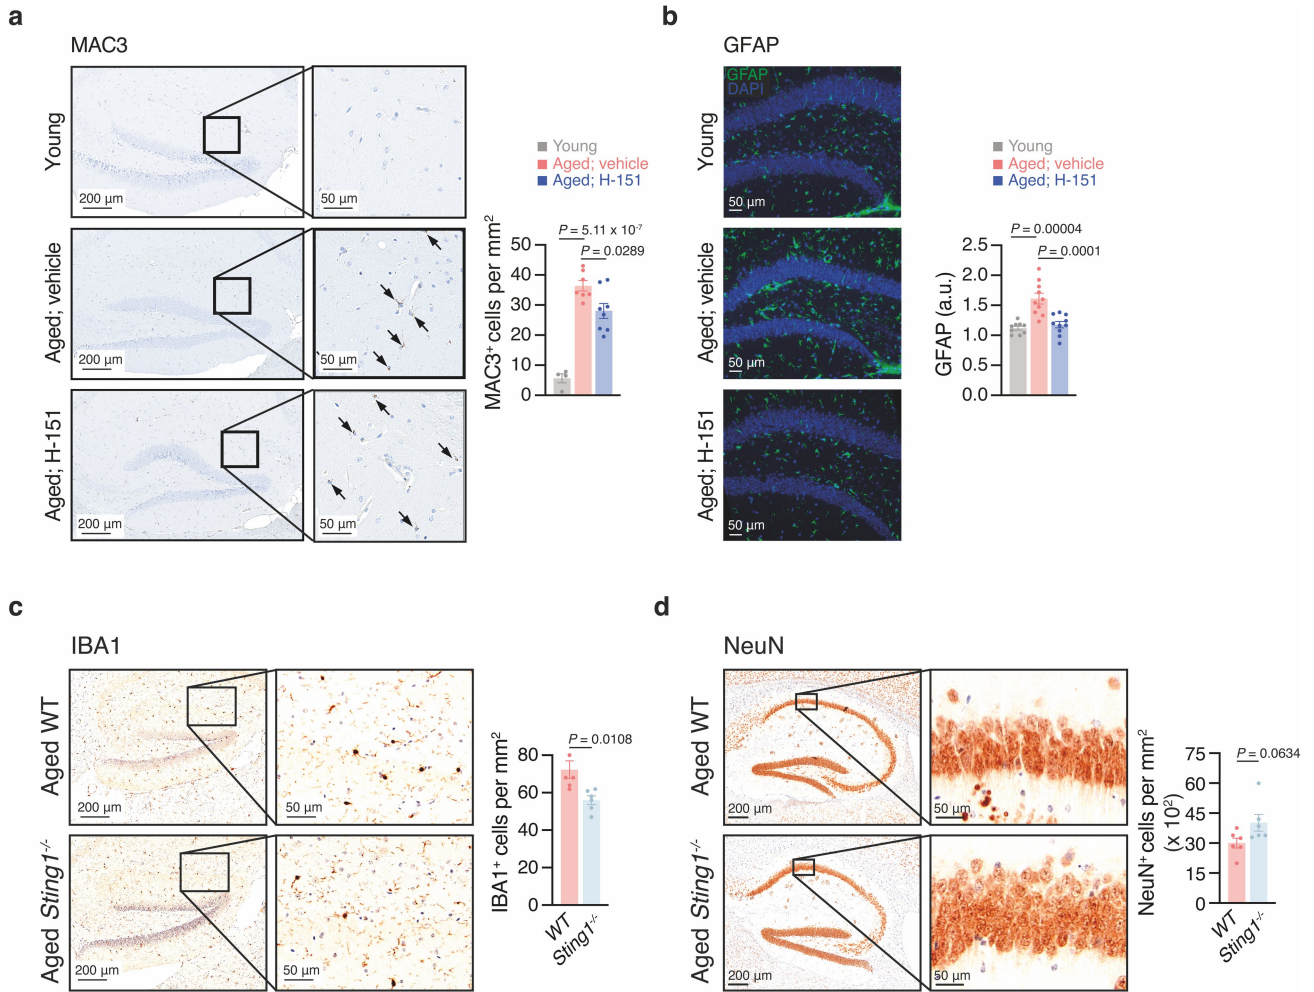 a
MAC3
Young
200 µm
50 µm
Aged; vehicle
200 µm
50 µm
Aged; H-151
200 µm
50 µm
Young
Aged; vehicle
Aged; H-151
MAC3⁺ cells per mm²
50
40
30
20
10
0
P = 5.11 x 10⁻⁷
P = 0.0289
b
GFAP
Young
GFAP
DAPI
50 µm
Aged; vehicle
50 µm
Aged; H-151
50 µm
Young
Aged; vehicle
Aged; H-151
GFAP (a.u.)
2.5
2.0
1.5
1.0
0.5
0.0
P = 0.00004
P = 0.0001
c
IBA1
Aged WT
200 µm
50 µm
Aged Sting1⁻/⁻
200 µm
50 µm
IBA1⁺ cells per mm²
80
60
40
20
0
P = 0.0108
WT
Sting1⁻/⁻
d
NeuN
Aged WT
200 µm
50 µm
Aged Sting1⁻/⁻
200 µm
50 µm
NeuN⁺ cells per mm²
(x 10²)
75
60
45
30
15
0
P = 0.0634
WT
Sting1⁻/⁻